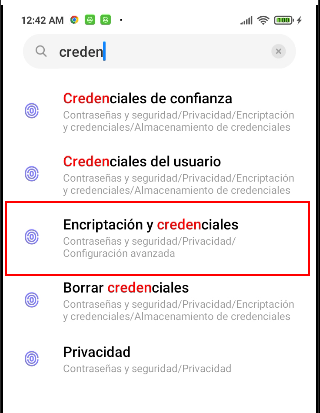 12:42 AM
creden
Credenciales de confianza
Contraseñas y seguridad/Privacidad/Encriptación
y credenciales/Almacenamiento de credenciales
Credenciales del usuario
Contraseñas y seguridad/Privacidad/Encriptación
y credenciales/Almacenamiento de credenciales
Encriptación y credenciales
Contraseñas y seguridad/Privacidad/
Configuración avanzada
Borrar credenciales
Contraseñas y seguridad/Privacidad/Encriptación
y credenciales/Almacenamiento de credenciales
Privacidad
Contraseñas y seguridad/Privacidad